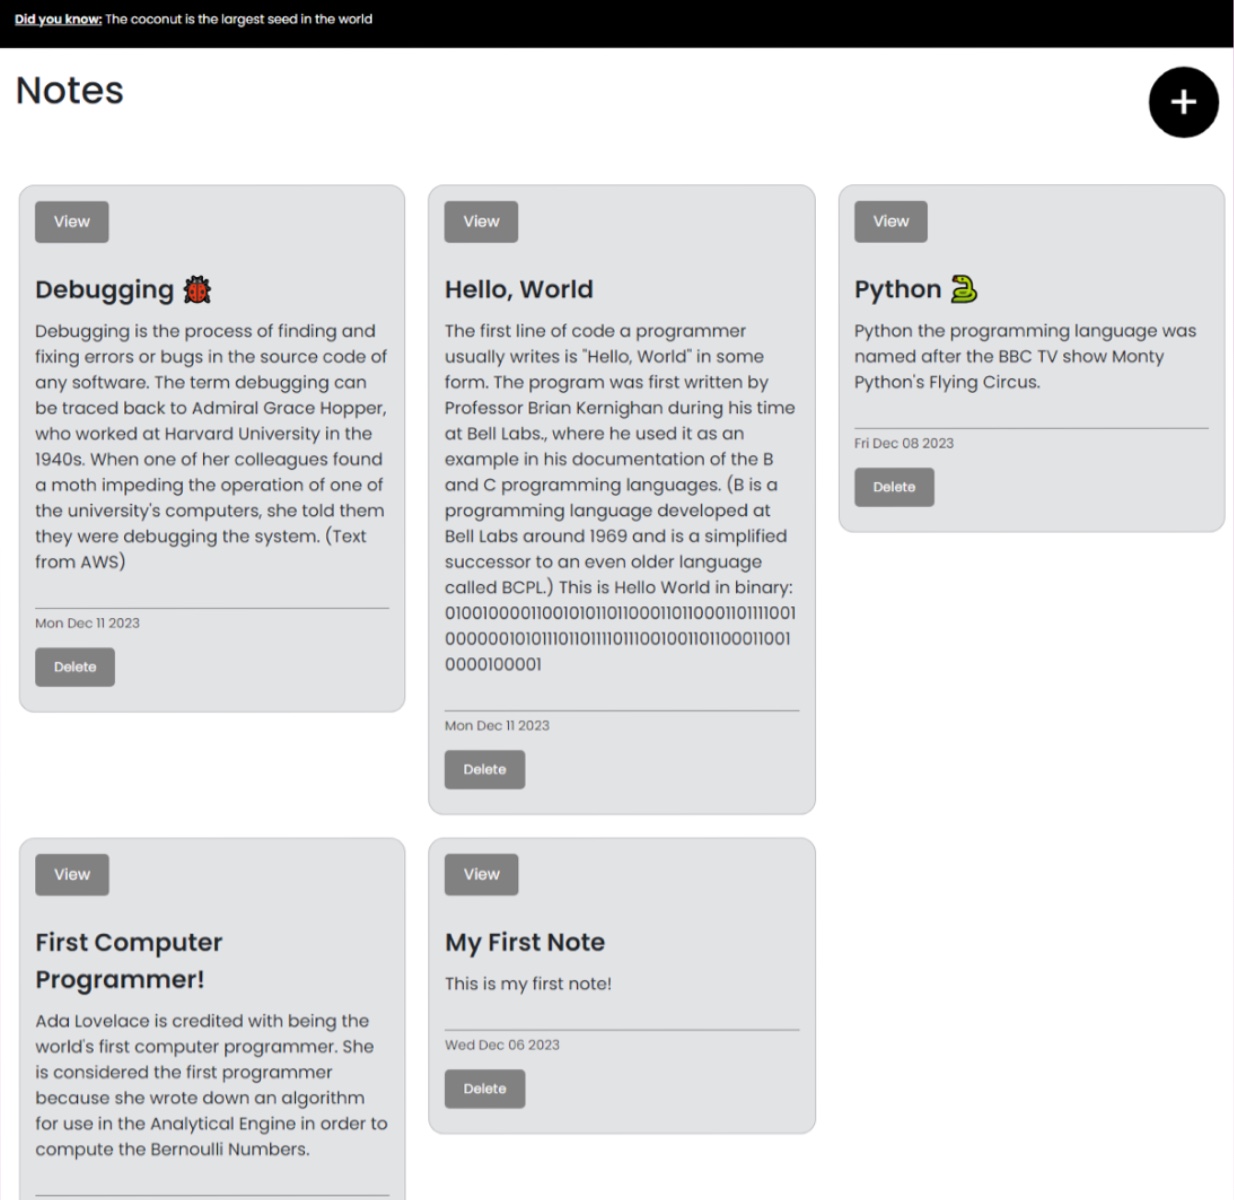 Did you know: The coconut is the largest seed in the world
Notes
+
View
Debugging 🐞
Debugging is the process of finding and
fixing errors or bugs in the source code of
any software. The term debugging can
be traced back to Admiral Grace Hopper,
who worked at Harvard University in the
1940s. When one of her colleagues found
a moth impeding the operation of one of
the university's computers, she told them
they were debugging the system. (Text
from AWS)
Mon Dec 11 2023
Delete
View
Hello, World
The first line of code a programmer
usually writes is "Hello, World" in some
form. The program was first written by
Professor Brian Kernighan during his time
at Bell Labs., where he used it as an
example in his documentation of the B
and C programming languages. (B is a
programming language developed at
Bell Labs around 1969 and is a simplified
successor to an even older language
called BCPL.) This is Hello World in binary:
0100100001100101011011000110110001101111001
0000001010111011011110111001001101100011001
0000100001
Mon Dec 11 2023
Delete
View
Python 🐍
Python the programming language was
named after the BBC TV show Monty
Python's Flying Circus.
Fri Dec 08 2023
Delete
View
First Computer
Programmer!
Ada Lovelace is credited with being the
world's first computer programmer. She
is considered the first programmer
because she wrote down an algorithm
for use in the Analytical Engine in order to
compute the Bernoulli Numbers.
View
My First Note
This is my first note!
Wed Dec 06 2023
Delete